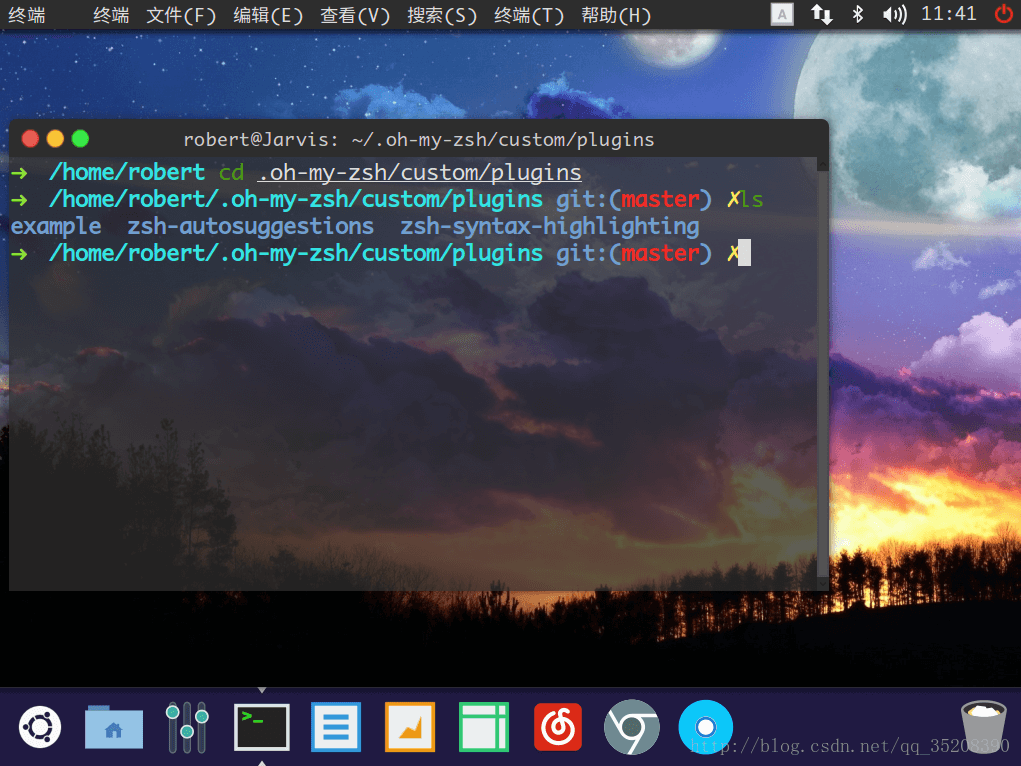 终端 终端 文件(F) 编辑(E) 查看(V) 搜索(S) 终端(T) 帮助(H) A 11:41
robert@Jarvis: ~/.oh-my-zsh/custom/plugins
➜ /home/robert cd .oh-my-zsh/custom/plugins
➜ /home/robert/.oh-my-zsh/custom/plugins git:(master) ✗ls
example zsh-autosuggestions zsh-syntax-highlighting
➜ /home/robert/.oh-my-zsh/custom/plugins git:(master) ✗
>_
http://blog.csdn.net/qq_35208390